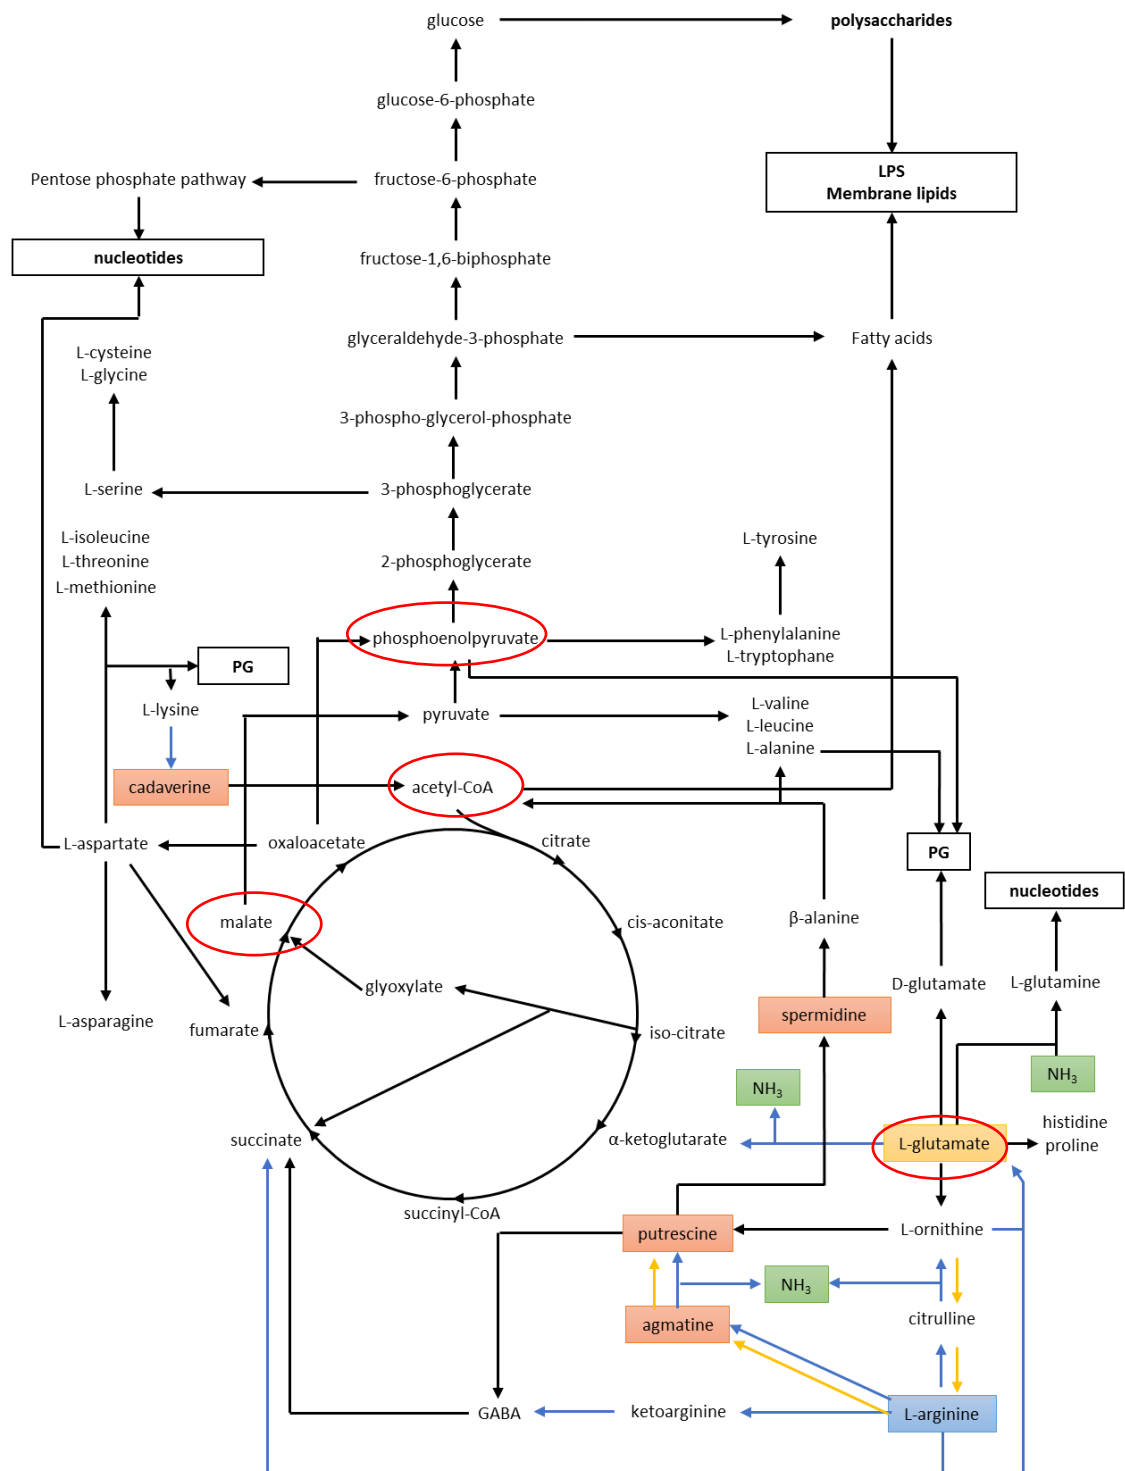 glucose
polysaccharides
glucose-6-phosphate
LPS
Membrane lipids
Pentose phosphate pathway
fructose-6-phosphate
nucleotides
fructose-1,6-biphosphate
glyceraldehyde-3-phosphate
Fatty acids
L-cysteine
L-glycine
3-phospho-glycerol-phosphate
L-serine
3-phosphoglycerate
L-isoleucine
L-threonine
L-methionine
2-phosphoglycerate
L-tyrosine
phosphoenolpyruvate
L-phenylalanine
L-tryptophane
PG
L-lysine
pyruvate
L-valine
L-leucine
L-alanine
cadaverine
acetyl-CoA
L-aspartate
oxaloacetate
citrate
PG
nucleotides
malate
cis-aconitate
β-alanine
glyoxylate
D-glutamate
L-glutamine
L-asparagine
fumarate
iso-citrate
spermidine
NH3
NH3
succinate
α-ketoglutarate
L-glutamate
histidine
proline
succinyl-CoA
putrescine
L-ornithine
NH3
agmatine
citrulline
GABA
ketoarginine
L-arginine